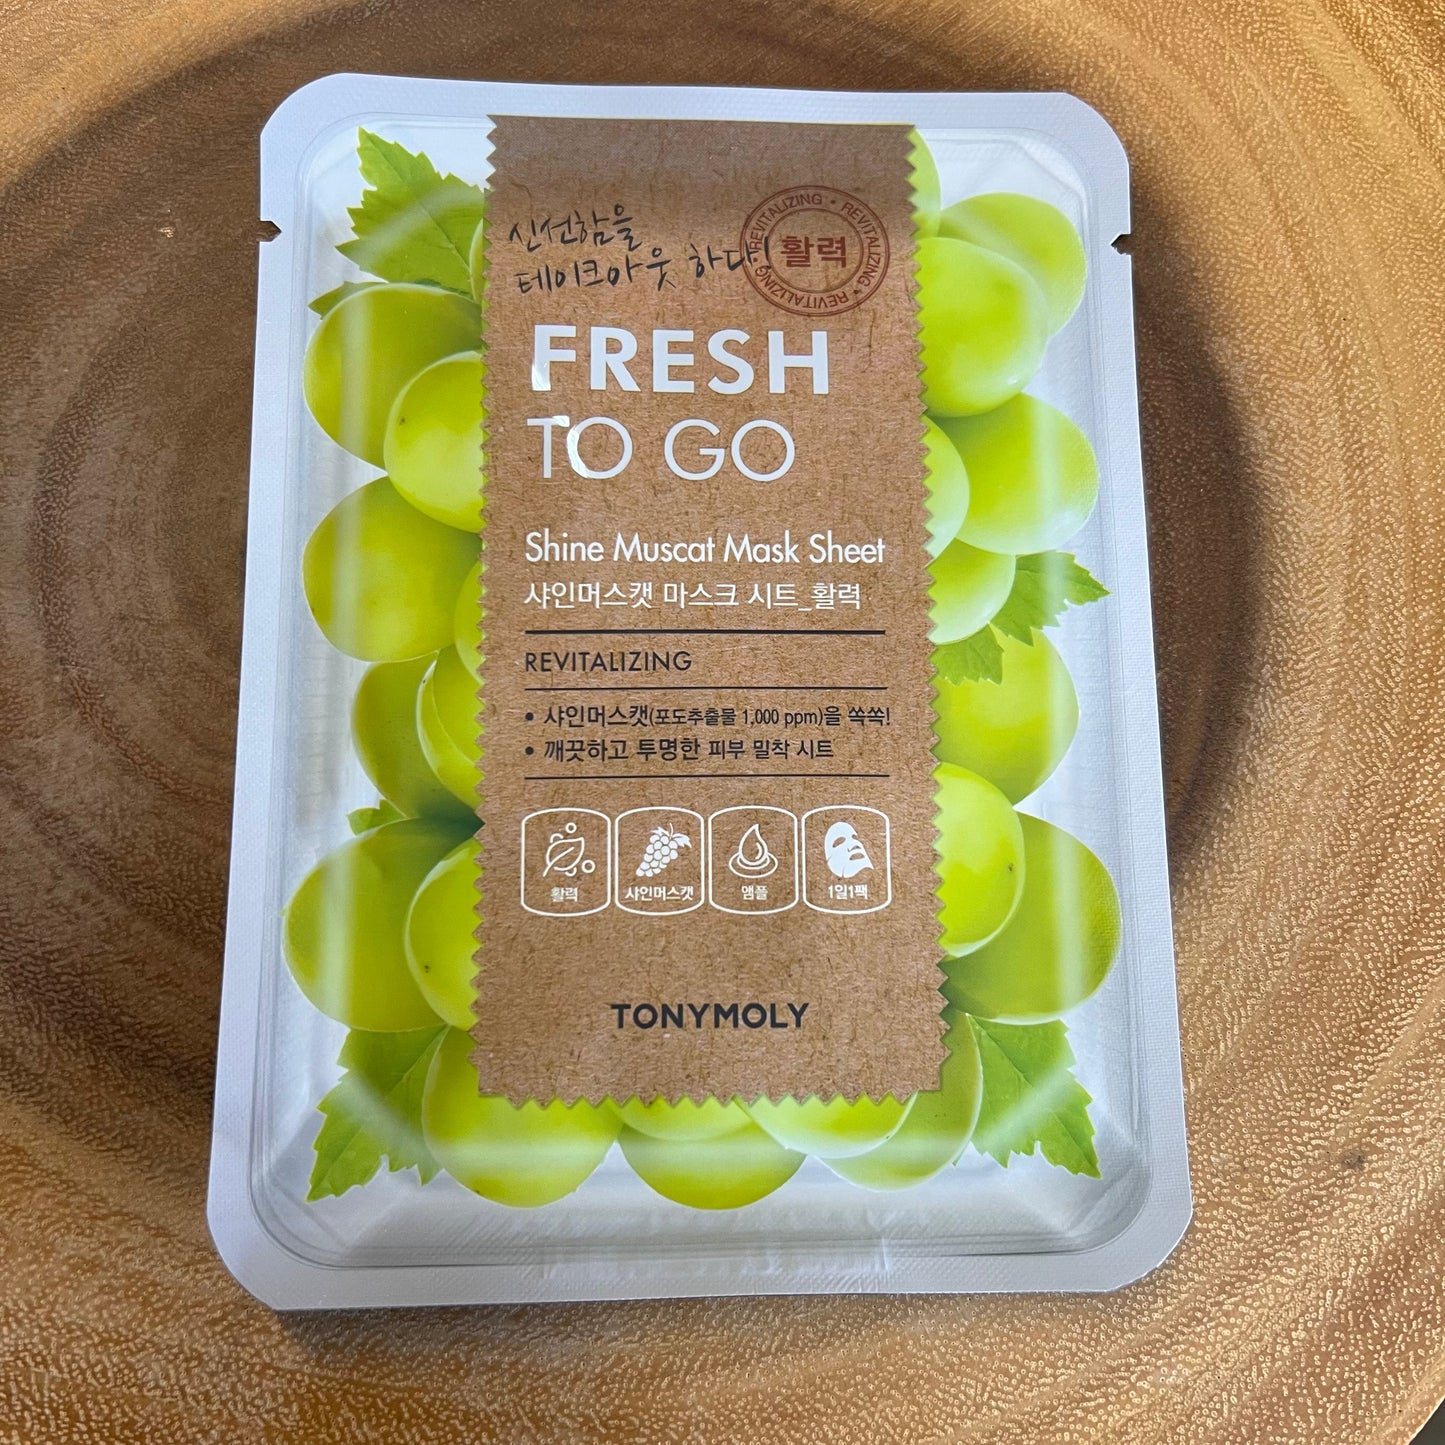 신선함을
테이크아웃 하다!
REVITALIZING • REVITALIZING • REVITALIZING •
활력
FRESH
TO GO
Shine Muscat Mask Sheet
샤인머스캣 마스크 시트_활력
REVITALIZING
• 샤인머스캣(포도추출물 1,000 ppm)을 쏙쏙!
• 깨끗하고 투명한 피부 밀착 시트
활력 샤인머스캣 앰플 1일1팩
TONYMOLY